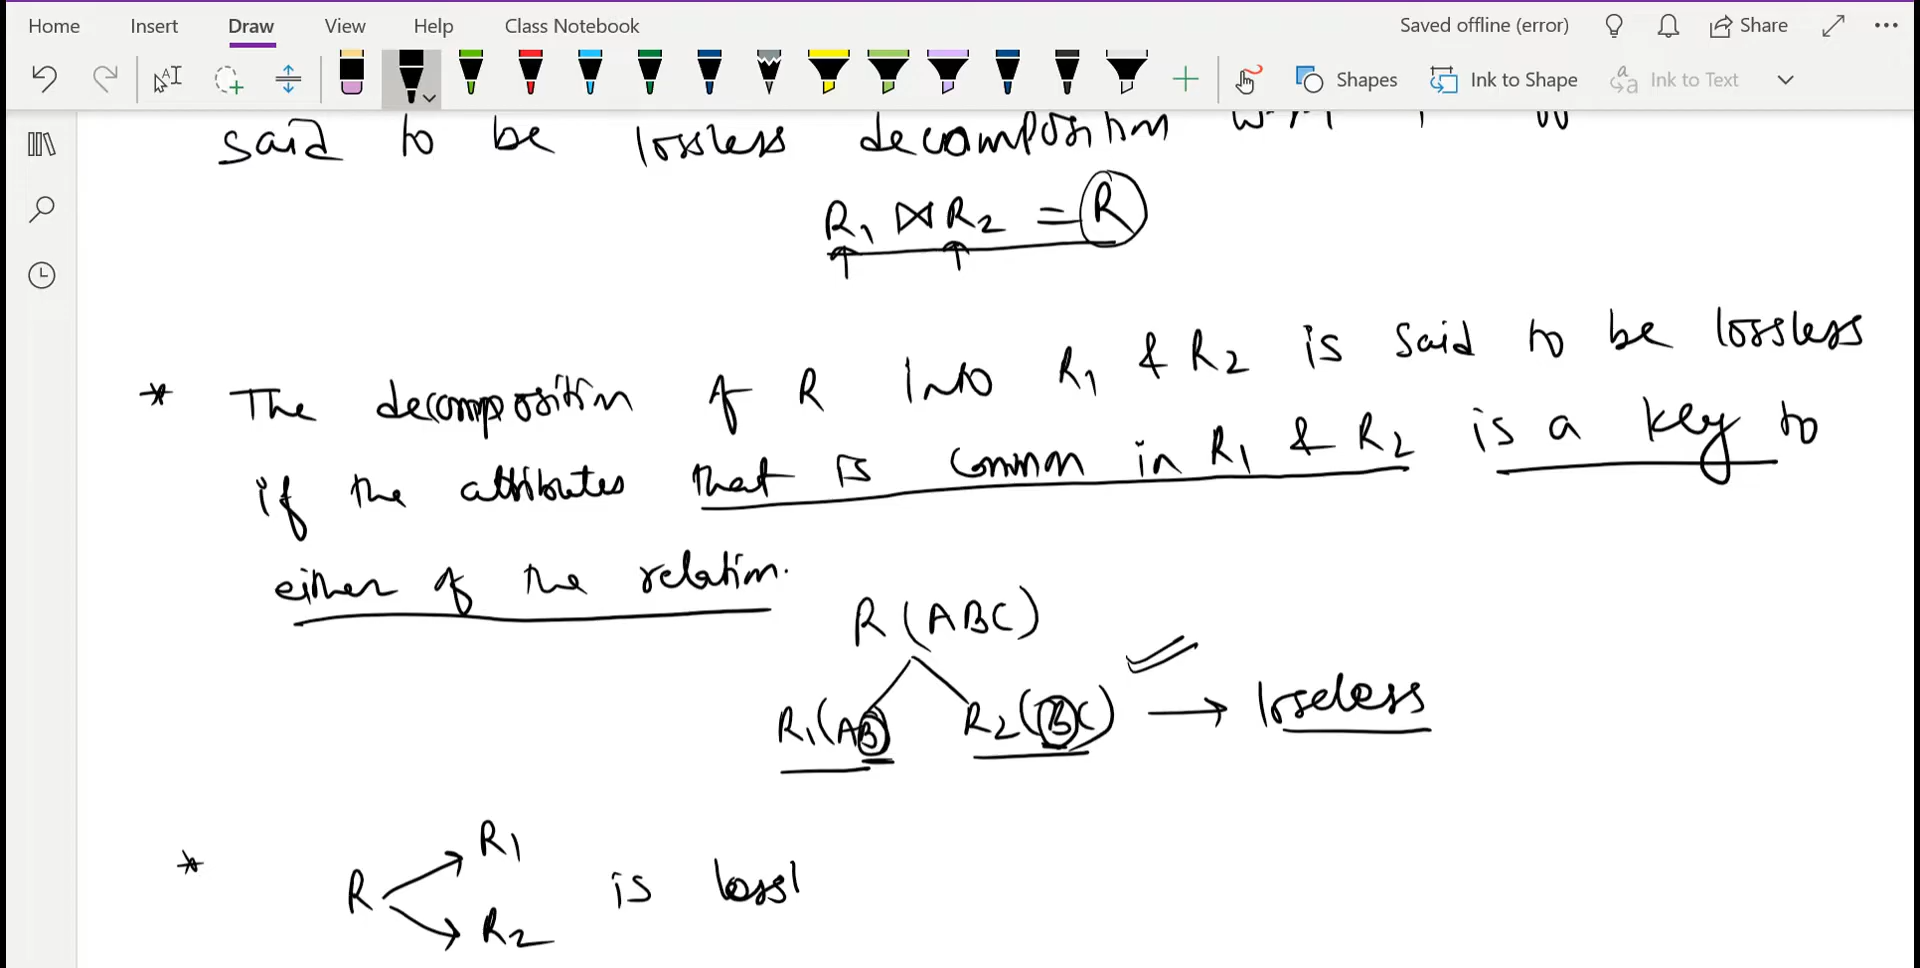 Home Insert Draw View Help Class Notebook Saved offline (error) Share
Shapes Ink to Shape Ink to Text
said to be lossless decomposition
R1 ⋈ R2 = R
* The decomposition of R into R1 & R2 is said to be lossless
if the attributes that is common in R1 & R2 is a key to
either of the relation.
R (ABC)
R1(AB) R2(BC) → loseless
* R → R1
R → R2 is lossl